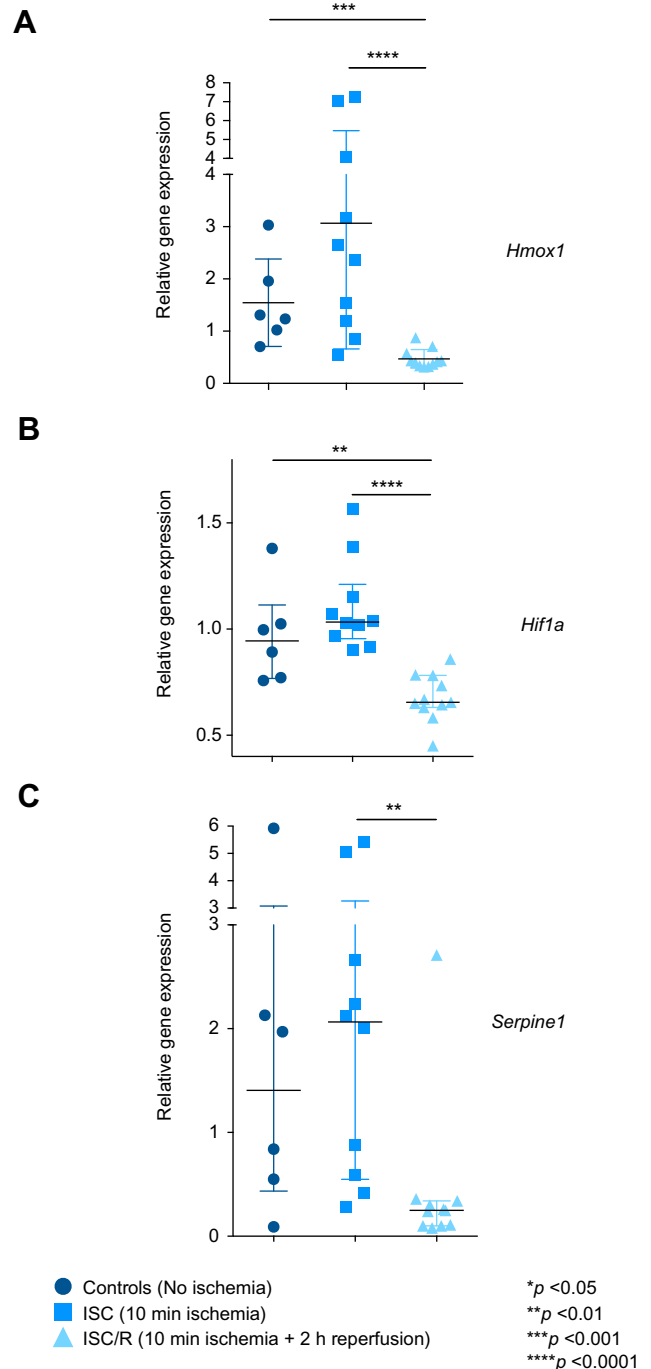 A
***
****
8
7
6
5
4
4
3
2
1
0
Relative gene expression
Hmox1
B
**
****
1.5
1.0
0.5
Relative gene expression
Hif1a
C
**
6
5
4
3
3
2
1
0
Relative gene expression
Serpine1
Controls (No ischemia)
ISC (10 min ischemia)
ISC/R (10 min ischemia + 2 h reperfusion)
*p <0.05
**p <0.01
***p <0.001
****p <0.0001